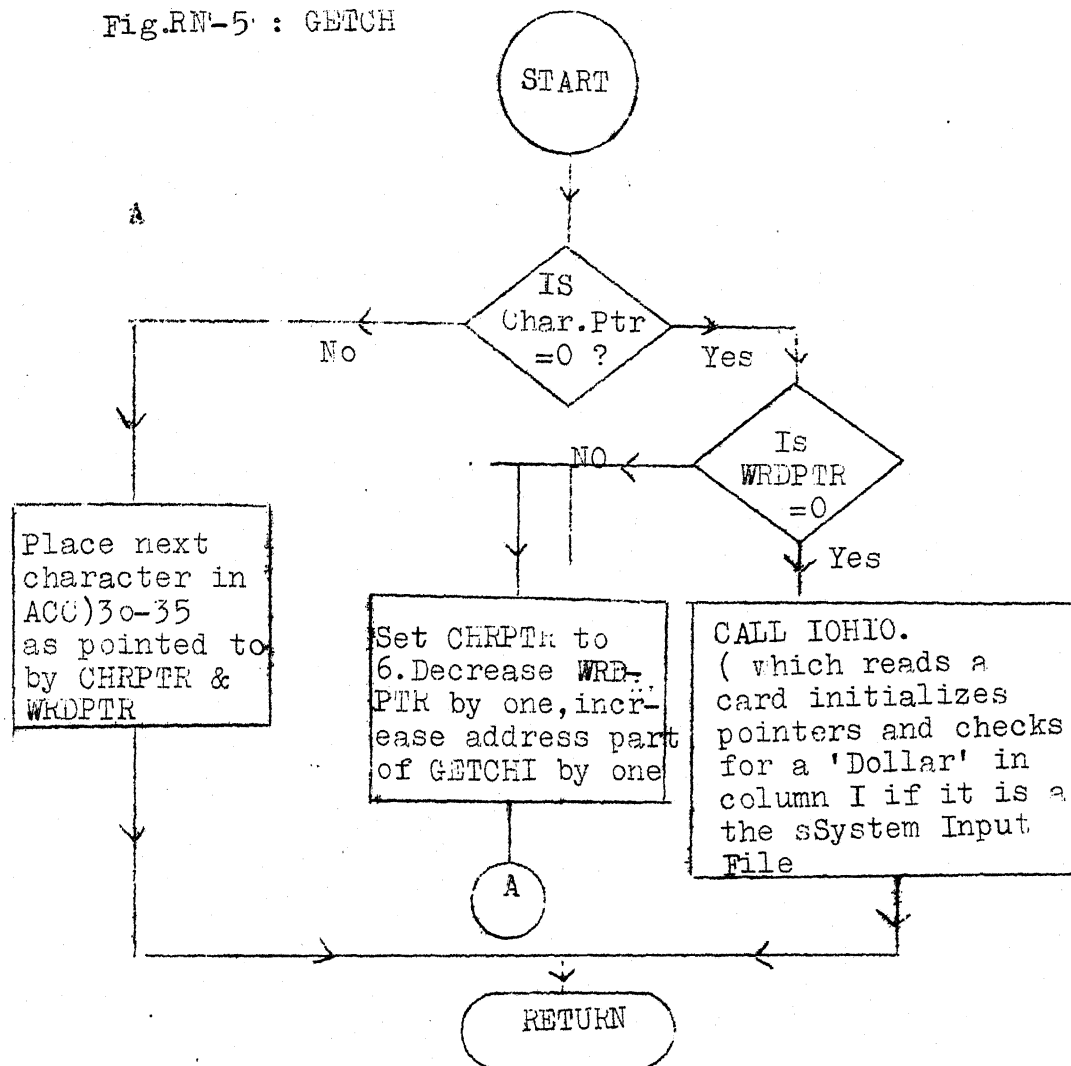 Fig.RN-5 : GETCH
START
A
IS
Char.Ptr
=0 ?
No
Yes
Is
WRDPTR
=0
NO
Yes
Place next
character in
ACC)30-35
as pointed to
by CHRPTR &
WRDPTR
Set CHRPTR to
6.Decrease WRD-
PTR by one,incr-
ease address part
of GETCHI by one
CALL IOHIO.
( which reads a
card initializes
pointers and checks
for a 'Dollar' in
column I if it is a
the sSystem Input
File
A
RETURN